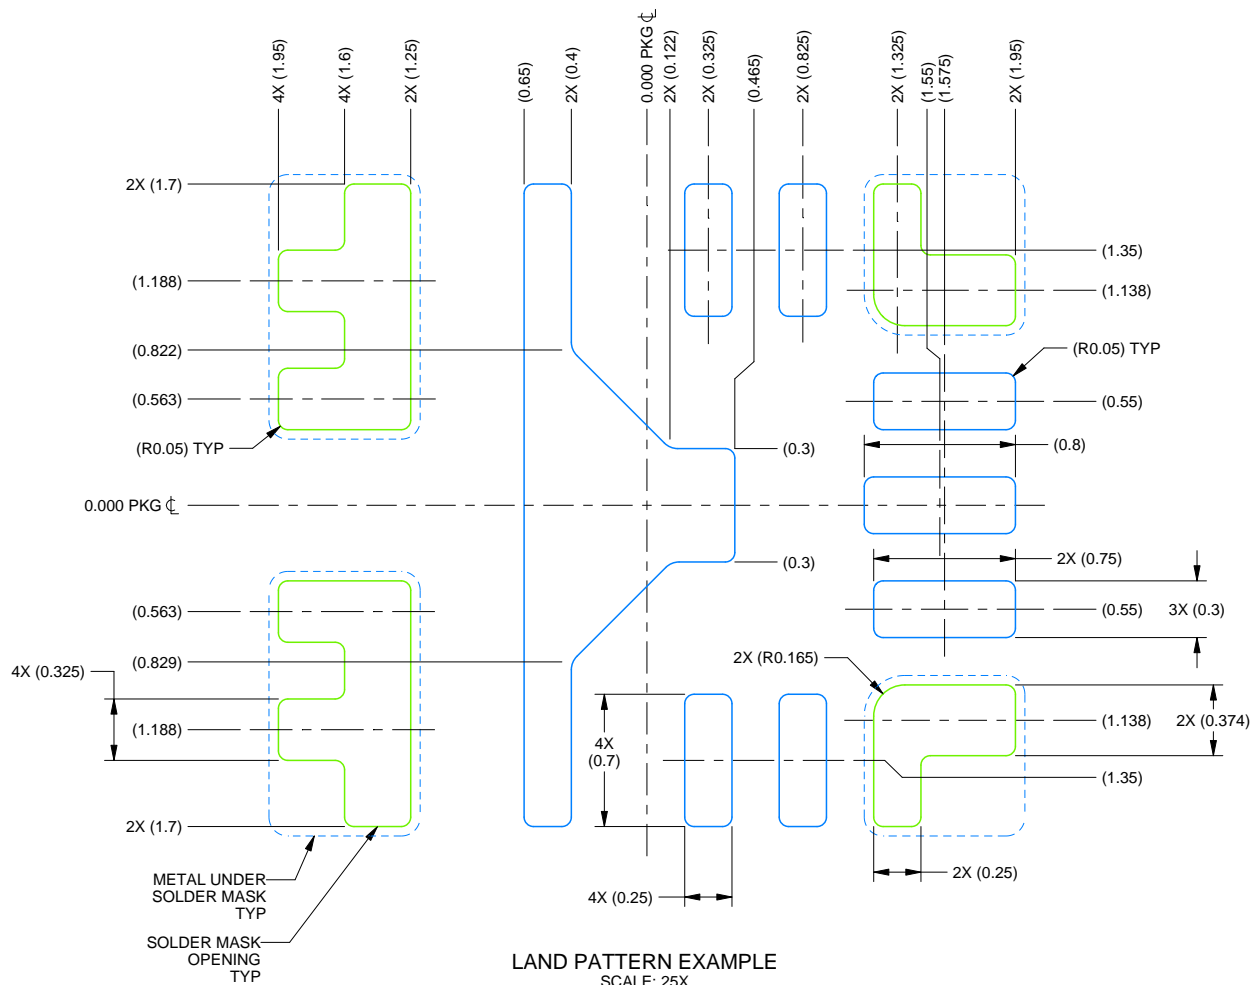 4X (1.95)
4X (1.6)
2X (1.25)
(0.65)
2X (0.4)
0.000 PKG ℄
2X (0.122)
2X (0.325)
(0.465)
2X (0.825)
2X (1.325)
(1.55)
(1.575)
2X (1.95)
2X (1.7)
(1.188)
(0.822)
(0.563)
(R0.05) TYP
0.000 PKG ℄
(0.563)
(0.829)
4X (0.325)
(1.188)
2X (1.7)
METAL UNDER
SOLDER MASK
TYP
SOLDER MASK
OPENING
TYP
(1.35)
(1.138)
(R0.05) TYP
(0.55)
(0.3)
(0.8)
(0.3)
2X (0.75)
(0.55)
3X (0.3)
2X (R0.165)
(1.138)
2X (0.374)
4X
(0.7)
(1.35)
4X (0.25)
2X (0.25)
LAND PATTERN EXAMPLE
SCALE: 25X